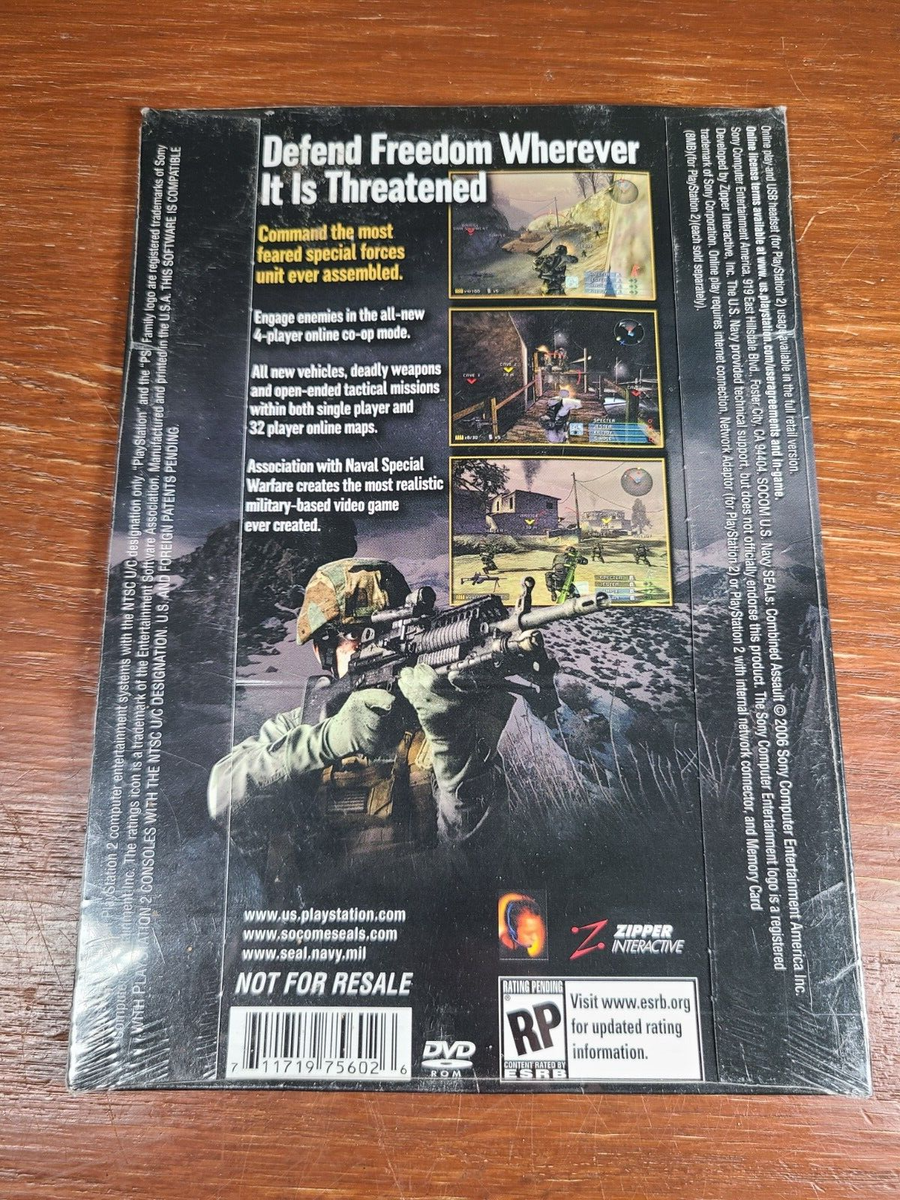 Defend Freedom Wherever
It Is Threatened
Command the most
feared special forces
unit ever assembled.
Engage enemies in the all-new
4-player online co-op mode.
All new vehicles, deadly weapons
and open-ended tactical missions
within both single player and
32 player online maps.
Association with Naval Special
Warfare creates the most realistic
military-based video game
ever created.
www.us.playstation.com
www.socomeseals.com
www.seal.navy.mil
NOT FOR RESALE
7 11719 75602 6
DVD
ROM
ZIPPER
INTERACTIVE
RATING PENDING
RP
®
CONTENT RATED BY
ESRB
Visit www.esrb.org
for updated rating
information.
PlayStation 2 computer entertainment systems with the NTSC U/C designation only. "PlayStation" and the "PS" Family logo are registered trademarks of Sony
Computer Entertainment Inc. The ratings icon is a trademark of the Entertainment Software Association. Manufactured and printed in the U.S.A. THIS SOFTWARE IS COMPATIBLE
WITH PLAYSTATION 2 CONSOLES WITH THE NTSC U/C DESIGNATION. U.S. AND FOREIGN PATENTS PENDING.
Online play and USB headset (for PlayStation 2) usage available in the full retail version.
Online license terms available at www.us.playstation.com/useragreements and in-game.
Sony Computer Entertainment America, 919 East Hillsdale Blvd., Foster City, CA 94404. SOCOM U.S. Navy SEALs: Combined Assault © 2006 Sony Computer Entertainment America Inc.
Developed by Zipper Interactive, Inc. The U.S. Navy provided technical support, but does not officially endorse this product. The Sony Computer Entertainment logo is a registered
trademark of Sony Corporation. Online play requires internet connection, Network Adaptor (for PlayStation 2) or PlayStation 2 with internal network connector, and Memory Card
(8MB)(for PlayStation 2)(each sold separately).